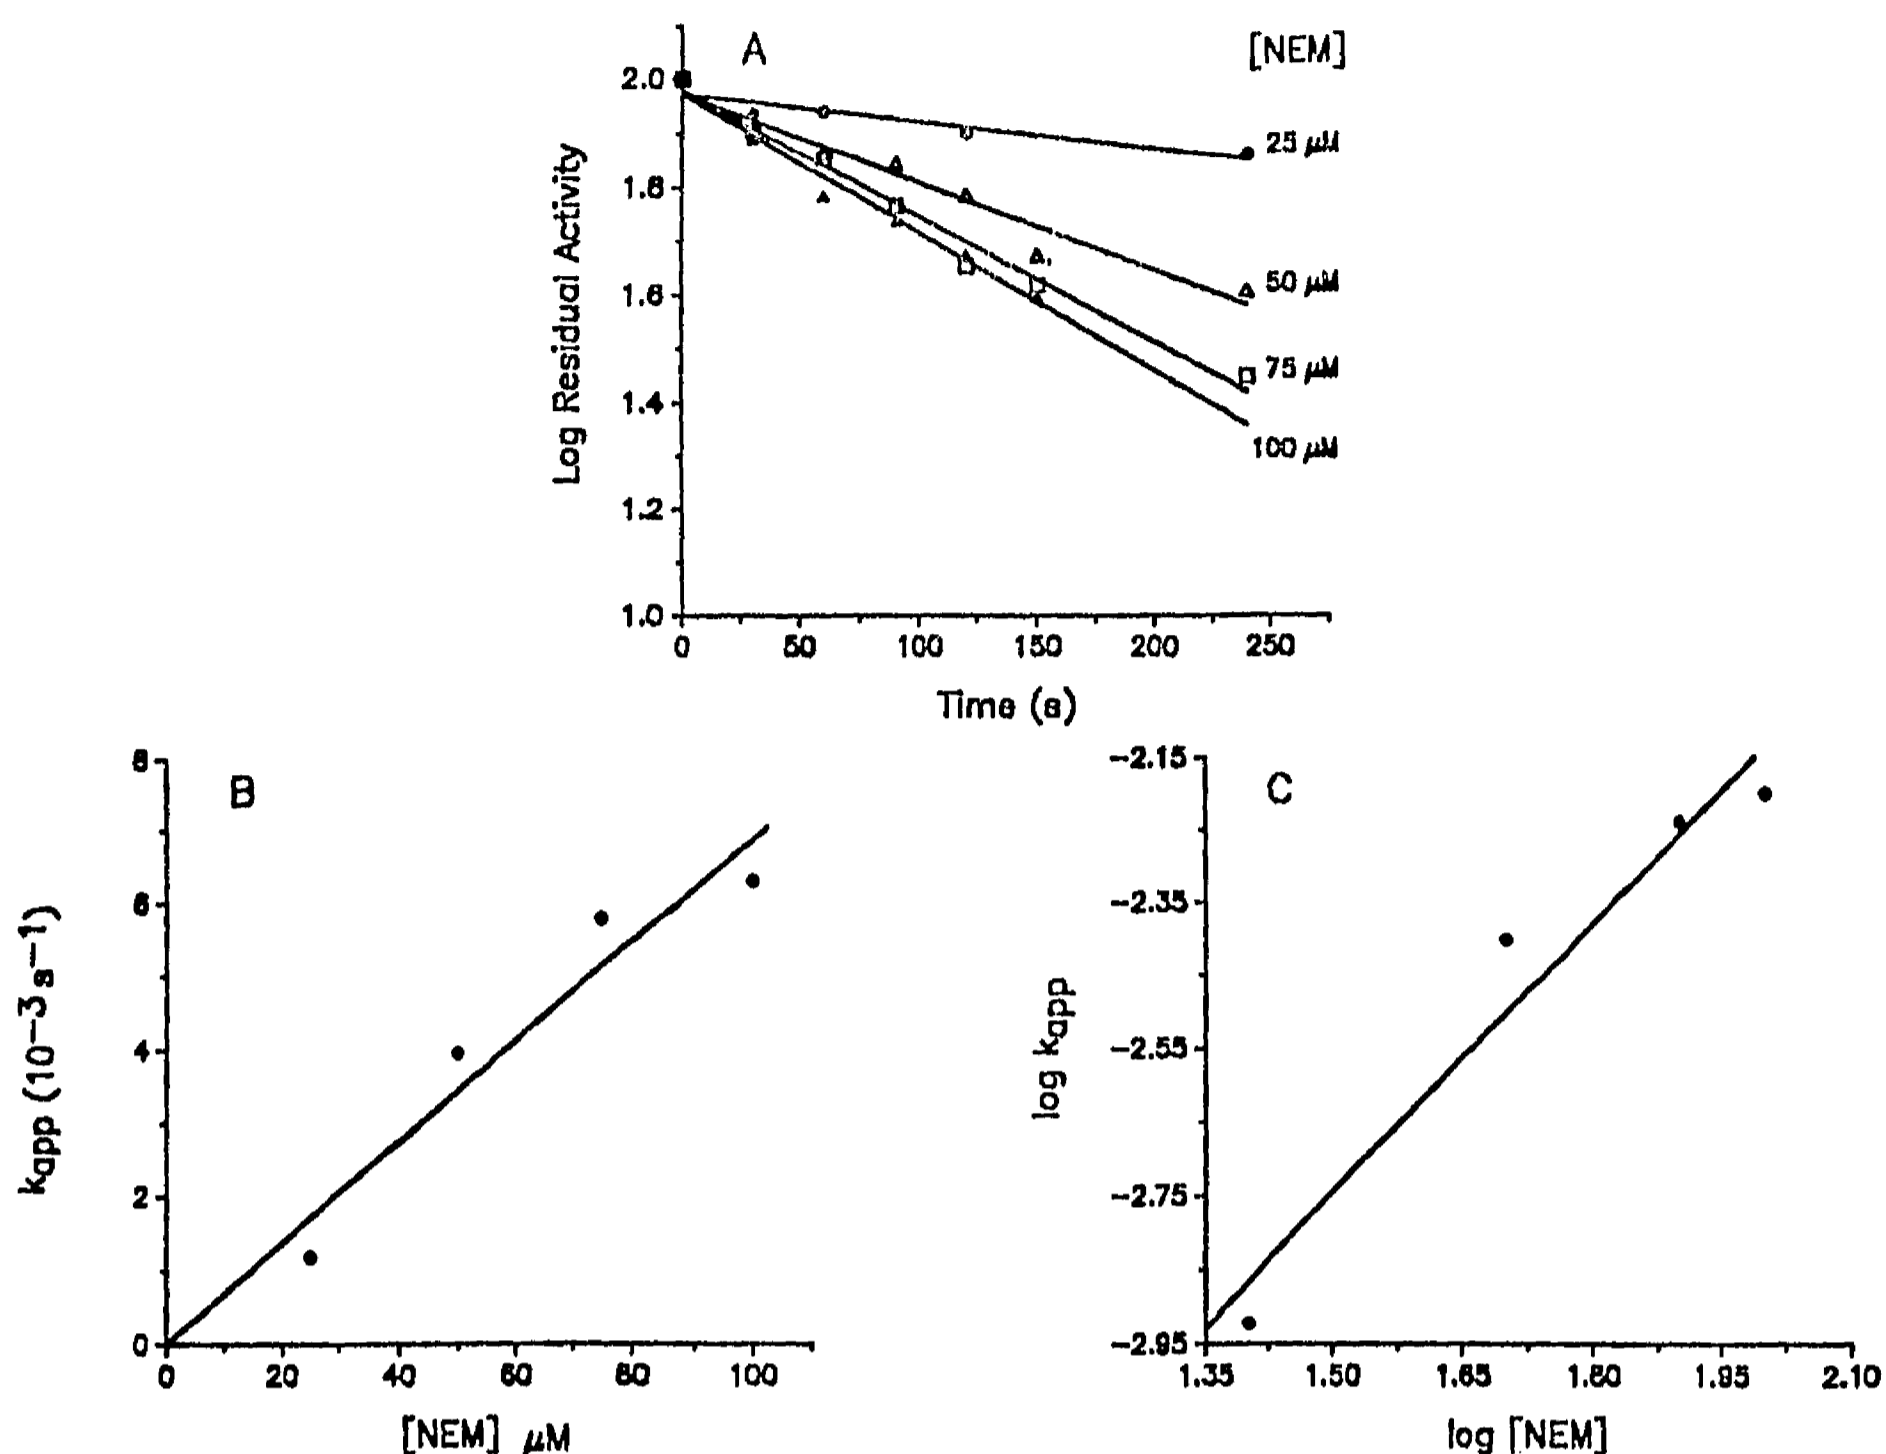 A
[NEM]
2.0
1.8
1.6
1.4
1.2
1.0
Log Residual Activity
25 μM
50 μM
75 μM
100 μM
0 50 100 150 200 250
Time (s)
B
8
6
4
2
0
kapp (10−3 s−1)
0 20 40 60 80 100
[NEM] μM
C
−2.15
−2.35
−2.55
−2.75
−2.95
log kapp
1.35 1.50 1.65 1.80 1.95 2.10
log [NEM]